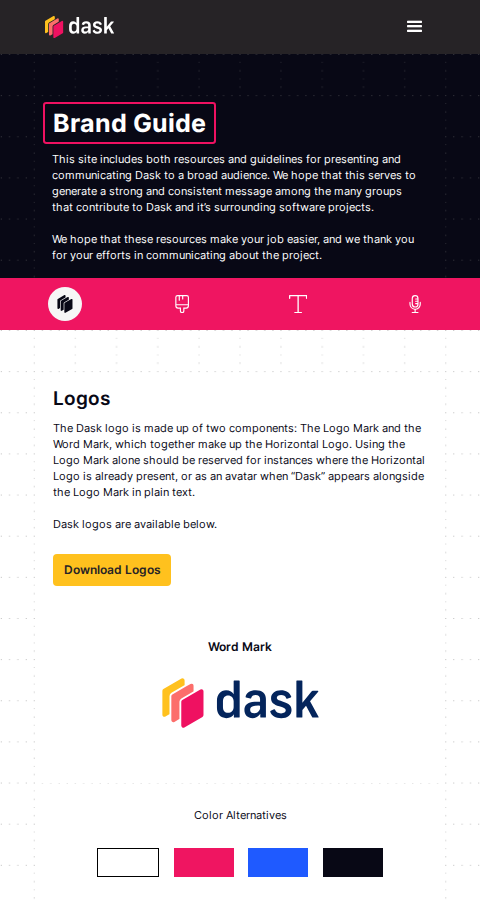 dask
Brand Guide
This site includes both resources and guidelines for presenting and
communicating Dask to a broad audience. We hope that this serves to
generate a strong and consistent message among the many groups
that contribute to Dask and it’s surrounding software projects.
We hope that these resources make your job easier, and we thank you
for your efforts in communicating about the project.
Logos
The Dask logo is made up of two components: The Logo Mark and the
Word Mark, which together make up the Horizontal Logo. Using the
Logo Mark alone should be reserved for instances where the Horizontal
Logo is already present, or as an avatar when “Dask” appears alongside
the Logo Mark in plain text.
Dask logos are available below.
Download Logos
Word Mark
dask
Color Alternatives